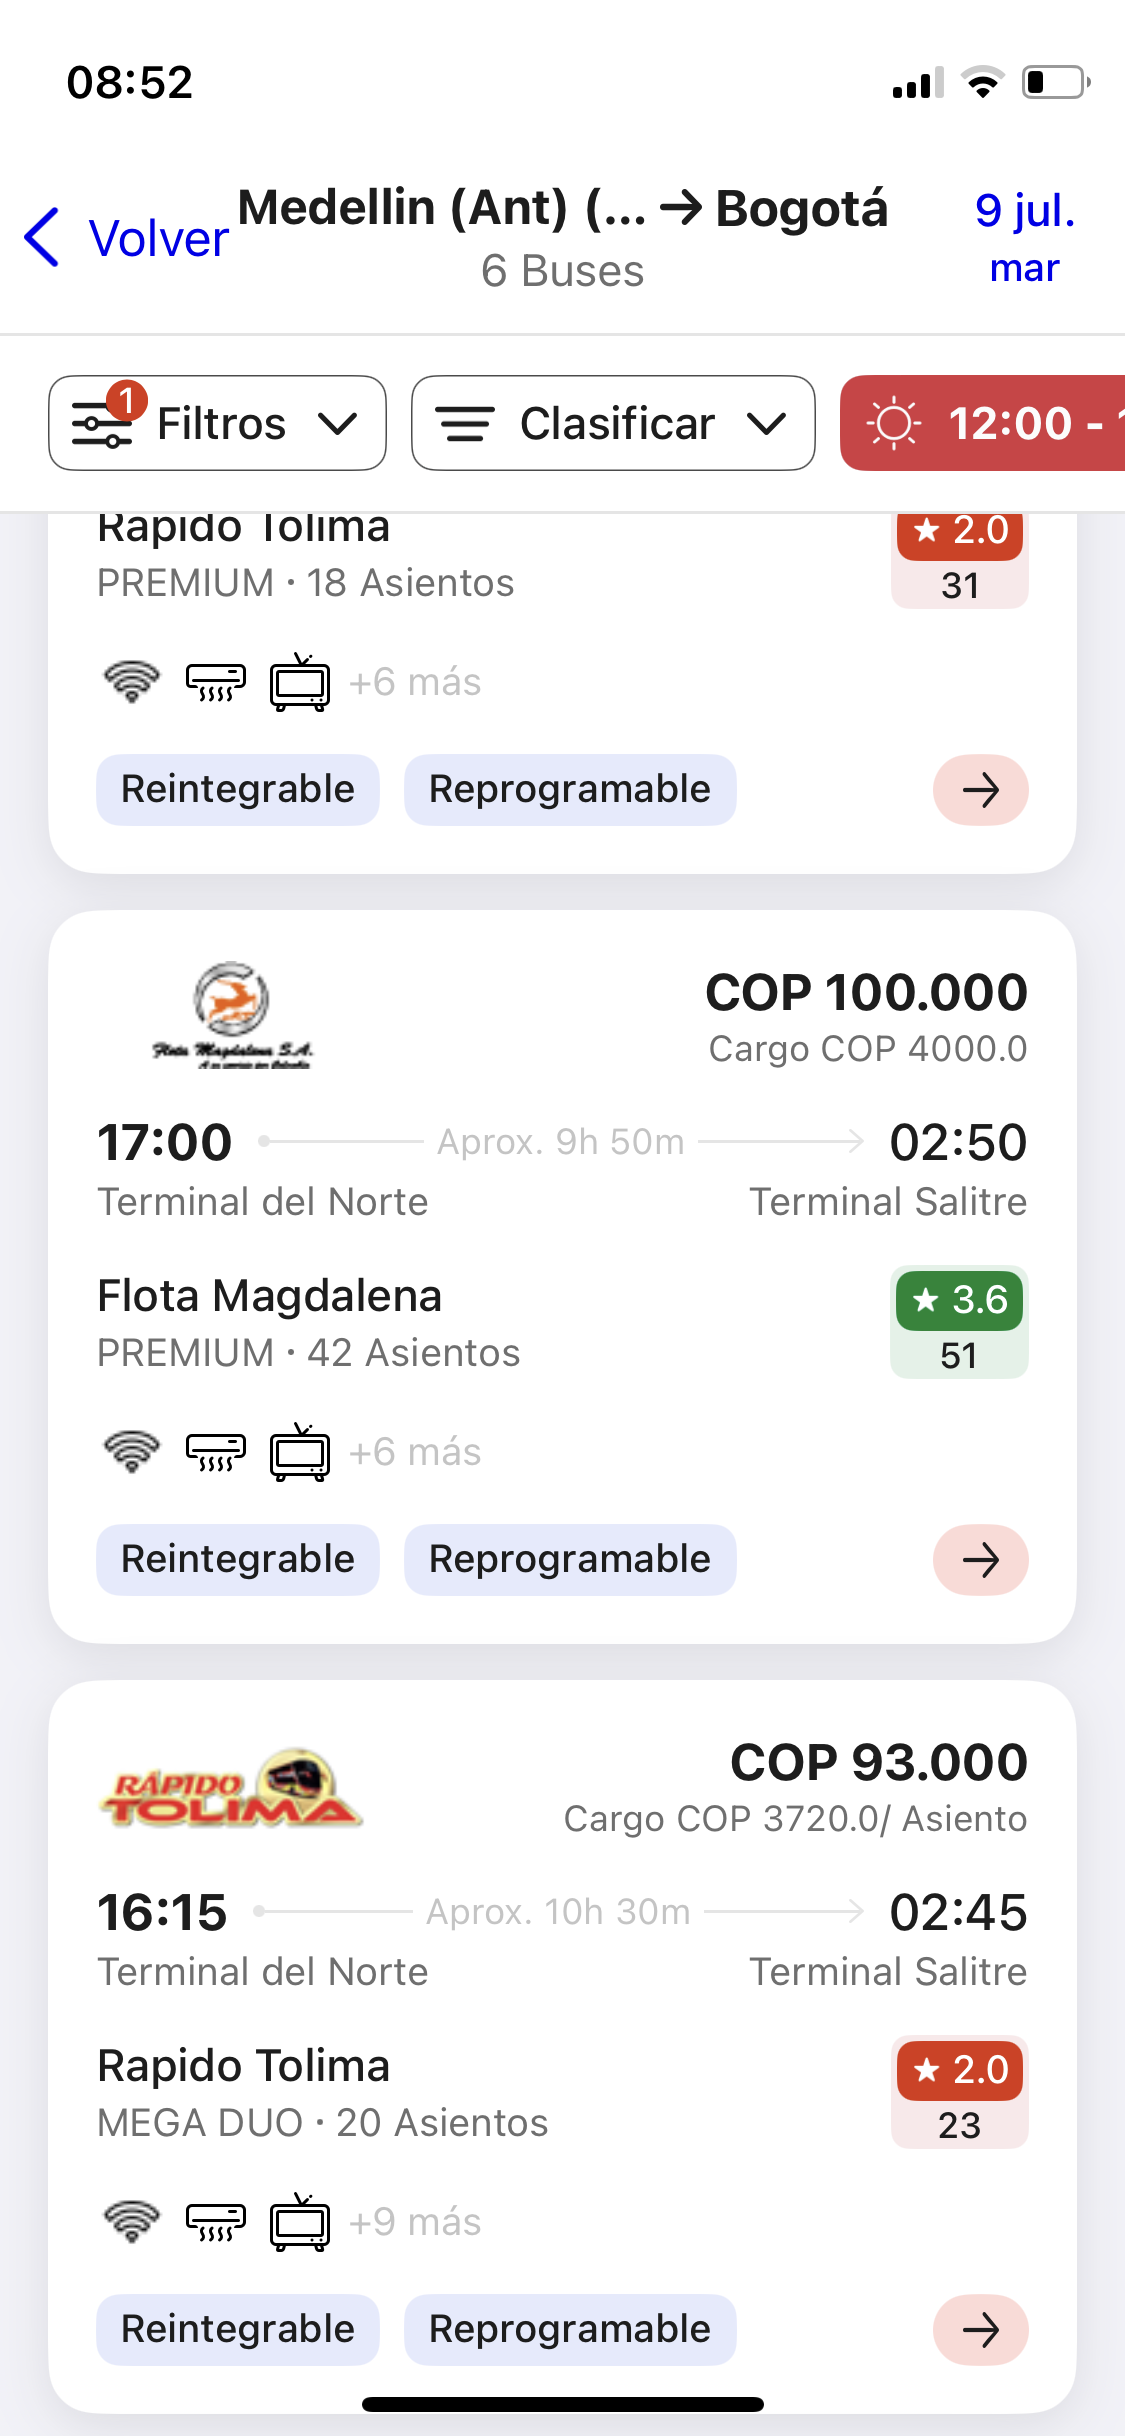 08:52
Volver
Medellin (Ant) (... → Bogotá
6 Buses
9 jul.
mar
1
Filtros
Clasificar
12:00 -
Rapido Tolima
PREMIUM · 18 Asientos
★ 2.0
31
+6 más
Reintegrable
Reprogramable
Flota Magdalena S.A.
COP 100.000
Cargo COP 4000.0
17:00
Aprox. 9h 50m
02:50
Terminal del Norte
Terminal Salitre
Flota Magdalena
PREMIUM · 42 Asientos
★ 3.6
51
+6 más
Reintegrable
Reprogramable
RÁPIDO
TOLIMA
COP 93.000
Cargo COP 3720.0/ Asiento
16:15
Aprox. 10h 30m
02:45
Terminal del Norte
Terminal Salitre
Rapido Tolima
MEGA DUO · 20 Asientos
★ 2.0
23
+9 más
Reintegrable
Reprogramable